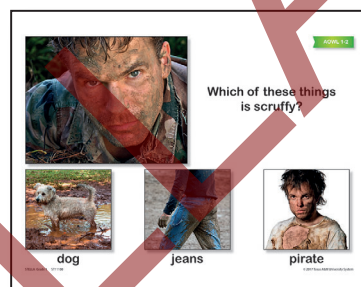 AOWL 1-2
Which of these things
is scruffy?
dog
jeans
pirate